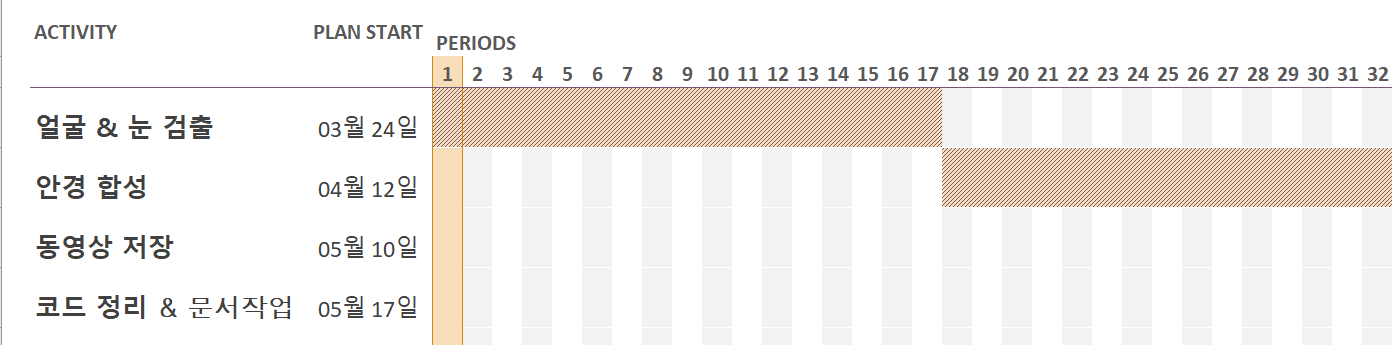 ACTIVITY PLAN START PERIODS
1 2 3 4 5 6 7 8 9 10 11 12 13 14 15 16 17 18 19 20 21 22 23 24 25 26 27 28 29 30 31 32
얼굴 & 눈 검출 03월 24일
안경 합성 04월 12일
동영상 저장 05월 10일
코드 정리 & 문서작업 05월 17일